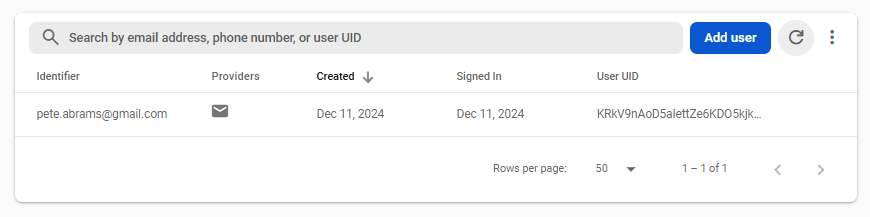 Search by email address, phone number, or user UID Add user
Identifier Providers Created Signed In User UID
pete.abrams@gmail.com Dec 11, 2024 Dec 11, 2024 KRkV9nAoD5alettZe6KDO5kjk...
Rows per page: 50 1 – 1 of 1